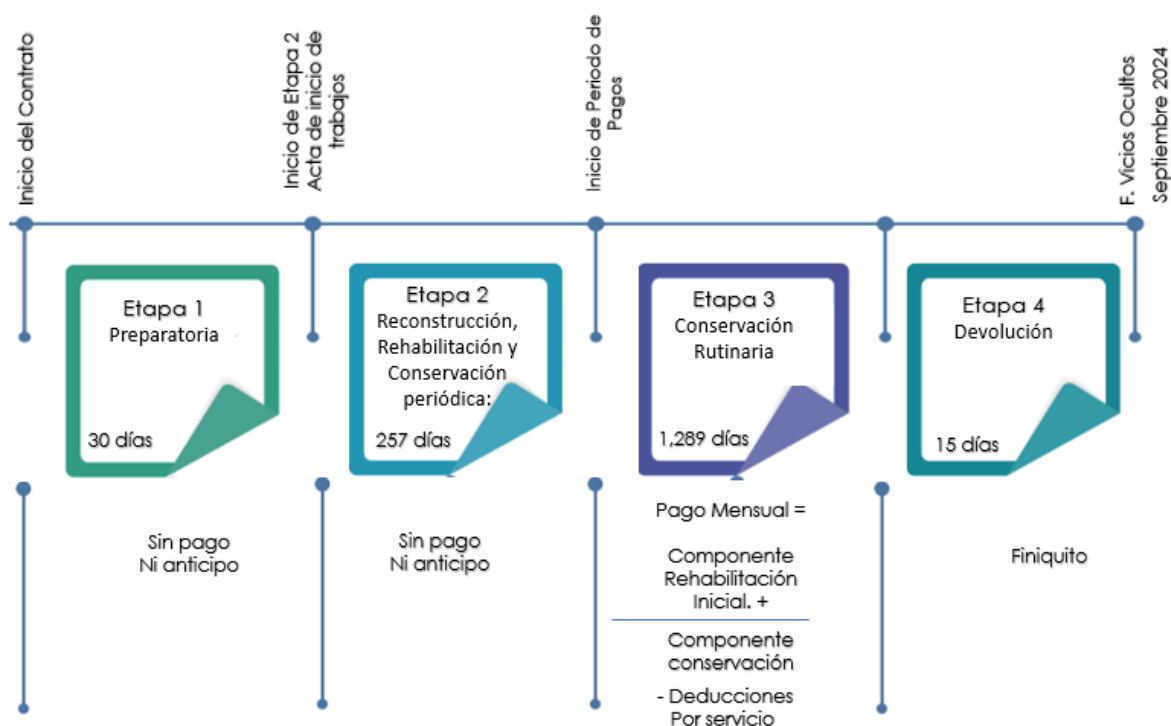 Inicio del Contrato
Inicio de Etapa 2
Acta de inicio de
trabajos
Inicio de Periodo de
Pagos
F. Vicios Ocultos
Septiembre 2024
Etapa 1
Preparatoria
30 días
Etapa 2
Reconstrucción,
Rehabilitación y
Conservación
periódica:
257 días
Etapa 3
Conservación
Rutinaria
1,289 días
Etapa 4
Devolución
15 días
Sin pago
Ni anticipo
Sin pago
Ni anticipo
Pago Mensual =
Componente
Rehabilitación
Inicial. +
Componente
conservación
- Deducciones
Por servicio
Finiquito